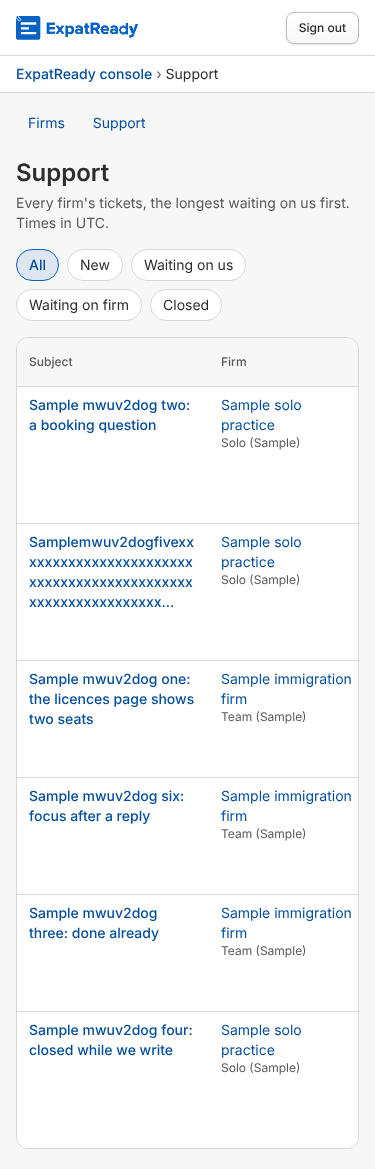 ExpatReady
Sign out
ExpatReady console › Support
Firms
Support
Support
Every firm's tickets, the longest waiting on us first.
Times in UTC.
All
New
Waiting on us
Waiting on firm
Closed
Subject
Firm
Sample mwuv2dog two:
a booking question
Sample solo
practice
Solo (Sample)
Samplemwuv2dogfivexx
xxxxxxxxxxxxxxxxxxxxx
xxxxxxxxxxxxxxxxxxxxx
xxxxxxxxxxxxxxxxx...
Sample solo
practice
Solo (Sample)
Sample mwuv2dog one:
the licences page shows
two seats
Sample immigration
firm
Team (Sample)
Sample mwuv2dog six:
focus after a reply
Sample immigration
firm
Team (Sample)
Sample mwuv2dog
three: done already
Sample immigration
firm
Team (Sample)
Sample mwuv2dog four:
closed while we write
Sample solo
practice
Solo (Sample)